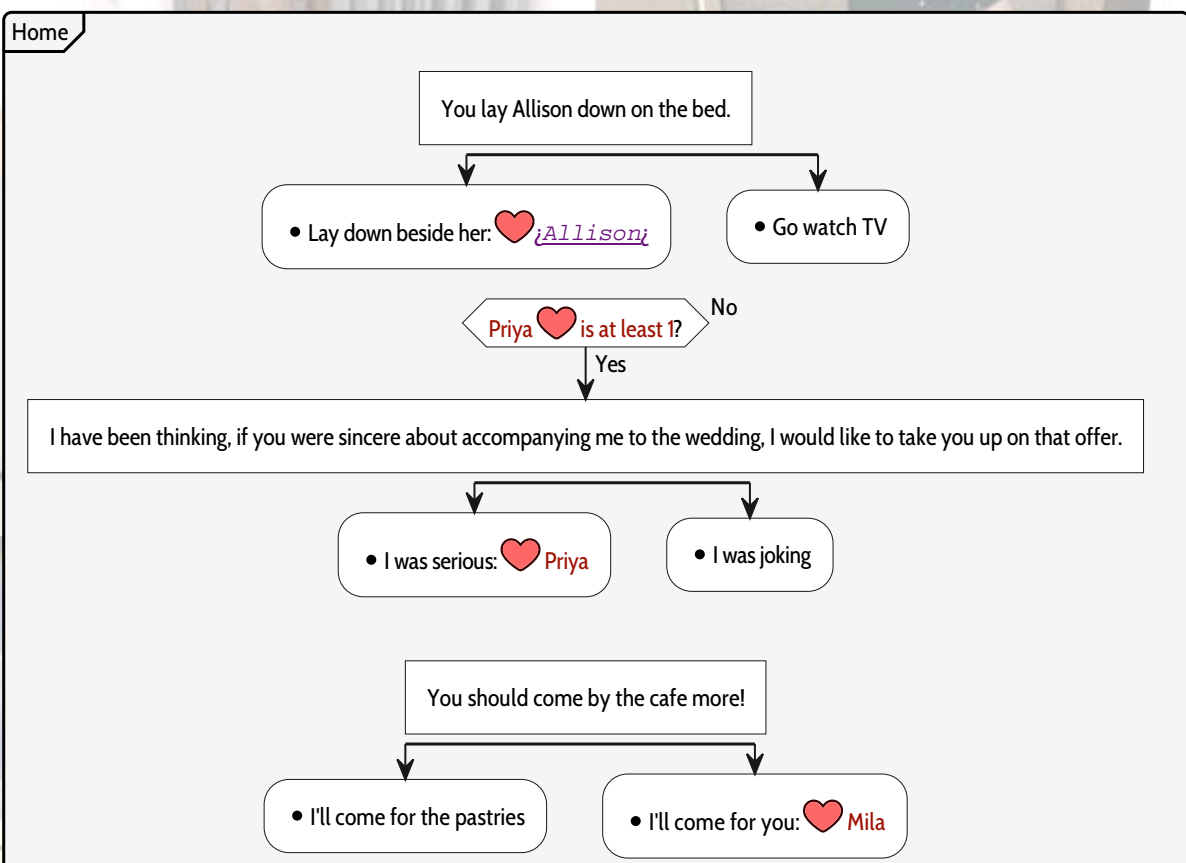 Home
You lay Allison down on the bed.
• Lay down beside her: ❤ ¿Allison¿
• Go watch TV
Priya ❤ is at least 1?
No
Yes
I have been thinking, if you were sincere about accompanying me to the wedding, I would like to take you up on that offer.
• I was serious: ❤ Priya
• I was joking
You should come by the cafe more!
• I'll come for the pastries
• I'll come for you: ❤ Mila